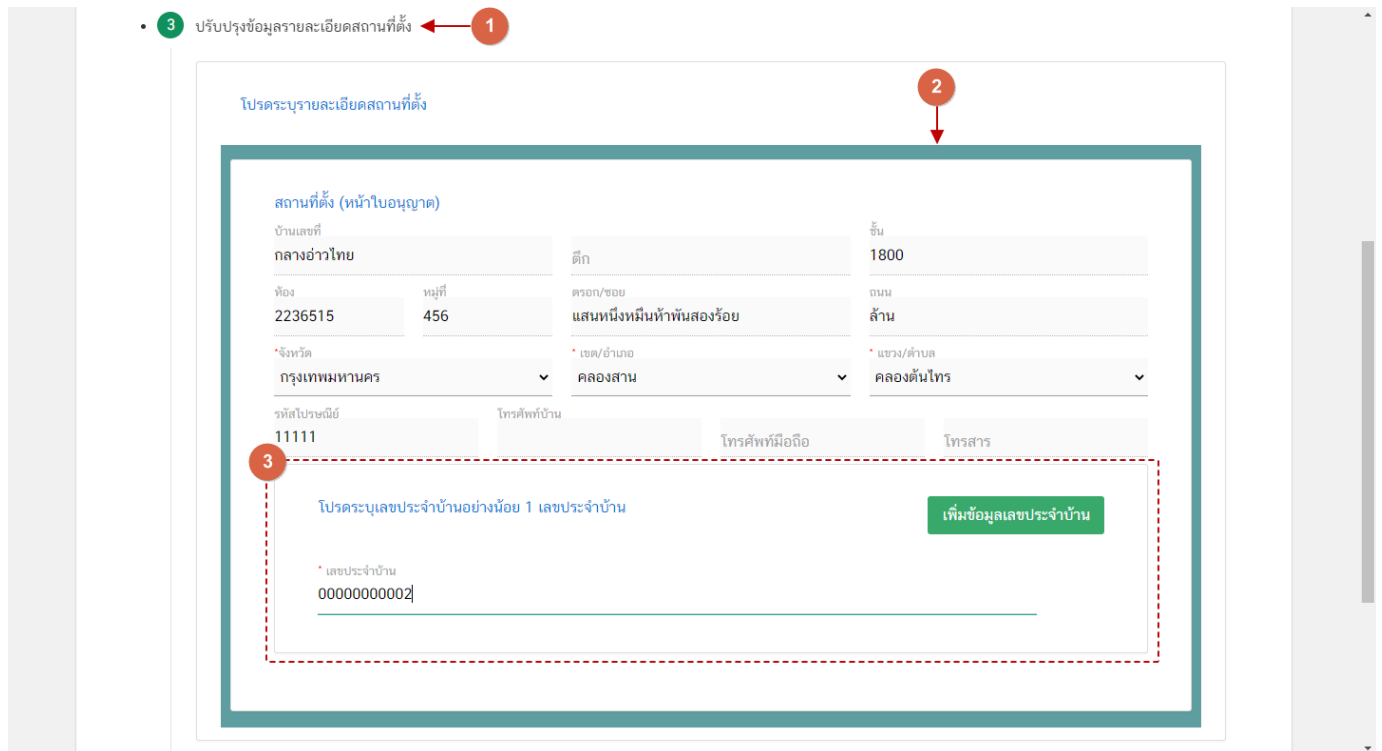 3 ปรับปรุงข้อมูลรายละเอียดสถานที่ตั้ง 1
โปรดระบุรายละเอียดสถานที่ตั้ง
2
สถานที่ตั้ง (หน้าใบอนุญาต)
บ้านเลขที่ ชั้น
กลางอ่าวไทย ตึก 1800
ห้อง หมู่ที่ ตรอก/ซอย ถนน
2236515 456 แสนหนึ่งหมื่นห้าพันสองร้อย ล้าน
*จังหวัด * เขต/อำเภอ * แขวง/ตำบล
กรุงเทพมหานคร คลองสาน คลองต้นไทร
รหัสไปรษณีย์ โทรศัพท์บ้าน
11111 โทรศัพท์มือถือ โทรสาร
3
โปรดระบุเลขประจำบ้านอย่างน้อย 1 เลขประจำบ้าน เพิ่มข้อมูลเลขประจำบ้าน
* เลขประจำบ้าน
00000000002